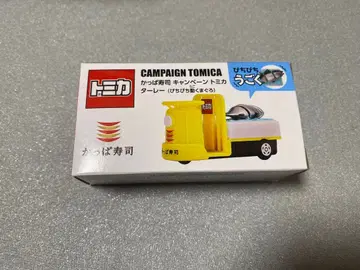 トミカ
CAMPAIGN TOMICA
かっぱ寿司 キャンペーン トミカ
ターレー (ぴちぴち動くまぐろ)
ぴちぴち
うごく
かっぱ寿司
かっぱ寿司